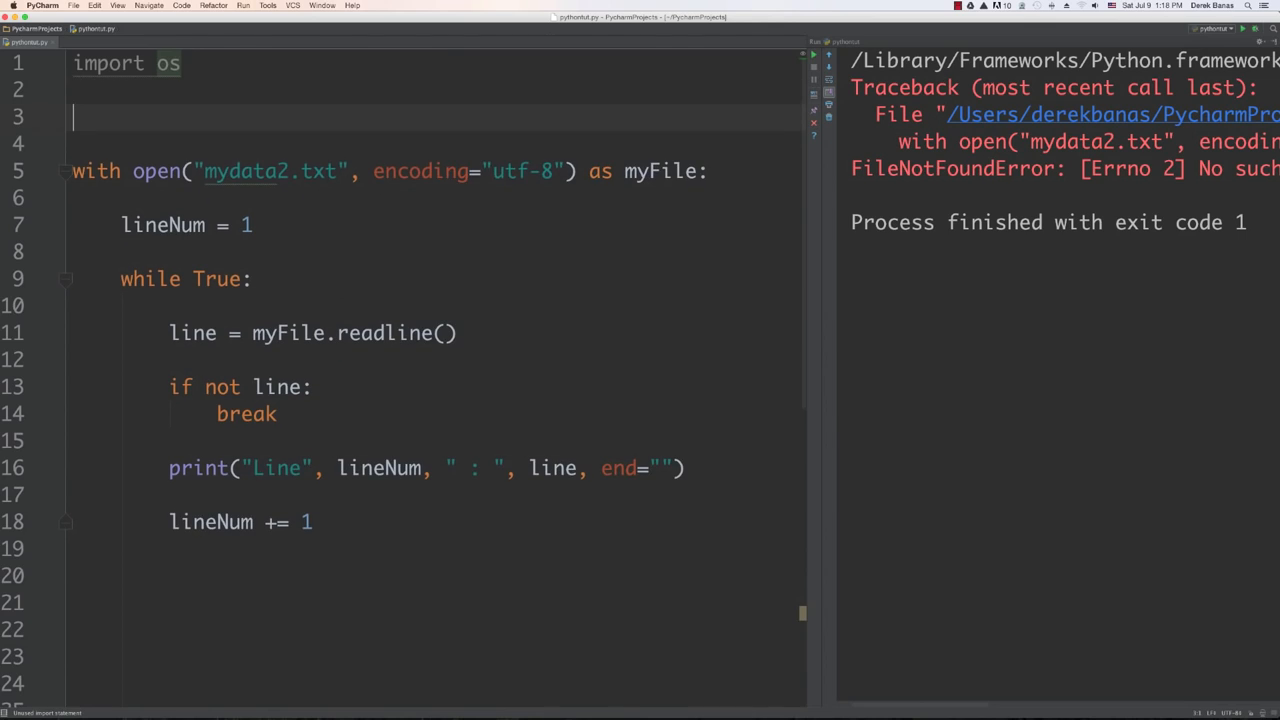 PyCharm File Edit View Navigate Code Refactor Run Tools VCS Window Help
10 Sat Jul 9 1:18 PM Derek Banas
pythontut.py - PycharmProjects - [~/PycharmProjects]
PycharmProjects pythontut.py
pythontut
pythontut.py
Run pythontut
1 import os
2
3
4
5 with open("mydata2.txt", encoding="utf-8") as myFile:
6
7 lineNum = 1
8
9 while True:
10
11 line = myFile.readline()
12
13 if not line:
14 break
15
16 print("Line", lineNum, " : ", line, end="")
17
18 lineNum += 1
19
20
21
22
23
24
/Library/Frameworks/Python.framework
Traceback (most recent call last):
File "/Users/derekbanas/PycharmPro
with open("mydata2.txt", encodin
FileNotFoundError: [Errno 2] No such
Process finished with exit code 1
Unused import statement
3:1 LF÷ UTF-8÷